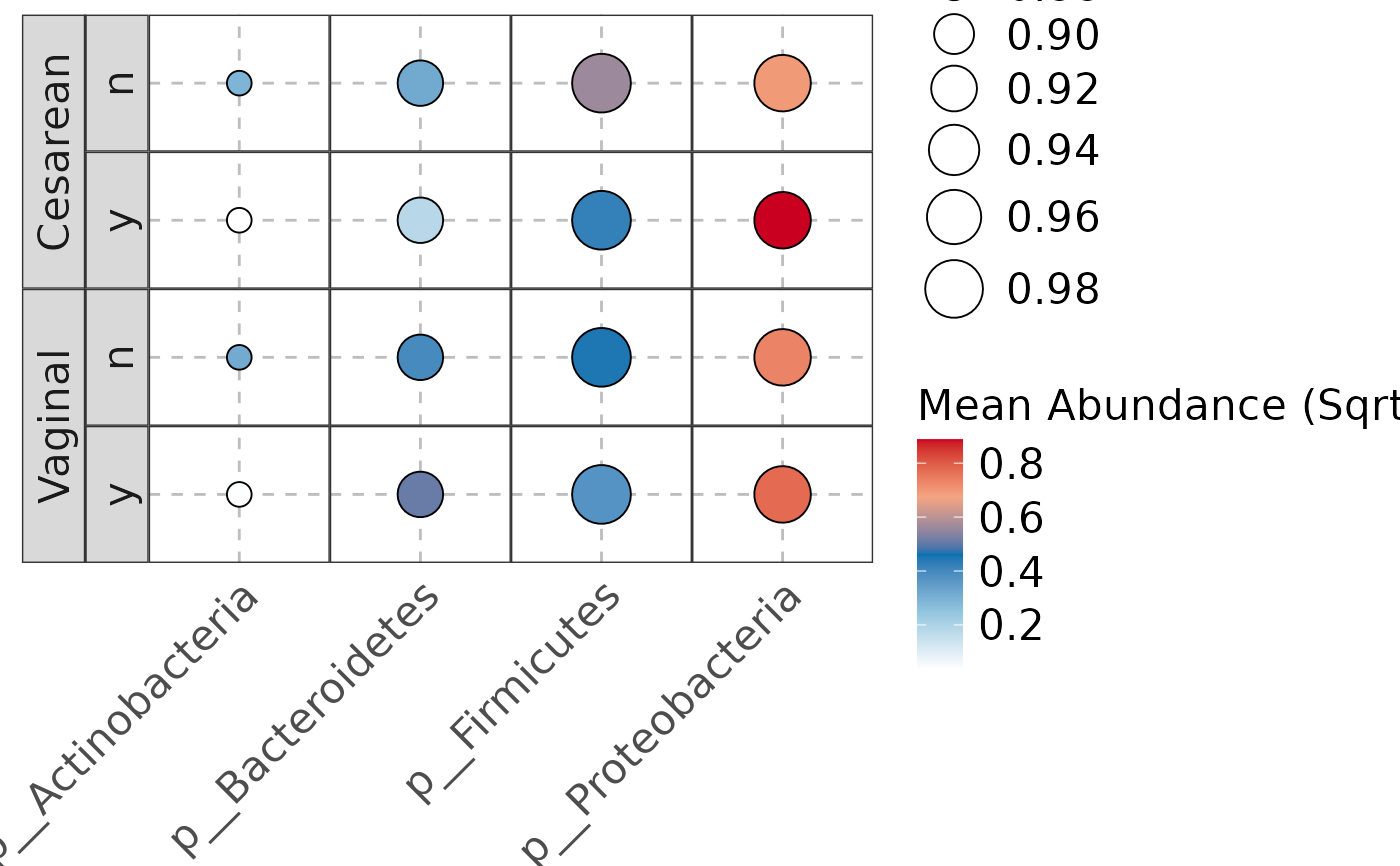 Cesarean
n
y
Vaginal
n
y
p__Actinobacteria
p__Bacteroidetes
p__Firmicutes
p__Proteobacteria
0.90
0.92
0.94
0.96
0.98
Mean Abundance (Sqrt
0.8
0.6
0.4
0.2